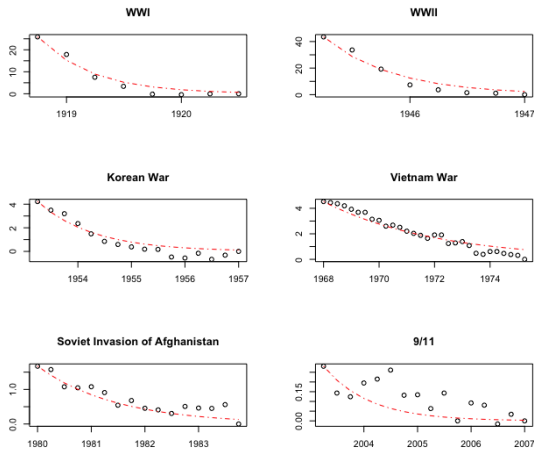 WWI
WWII
0 10 20
0 20 40
1919 1920
1946 1947
Korean War
Vietnam War
0 2 4
0 2 4
1954 1955 1956 1957
1968 1970 1972 1974
Soviet Invasion of Afghanistan
9/11
0.0 1.0
0.00 0.15
1980 1981 1982 1983
2004 2005 2006 2007